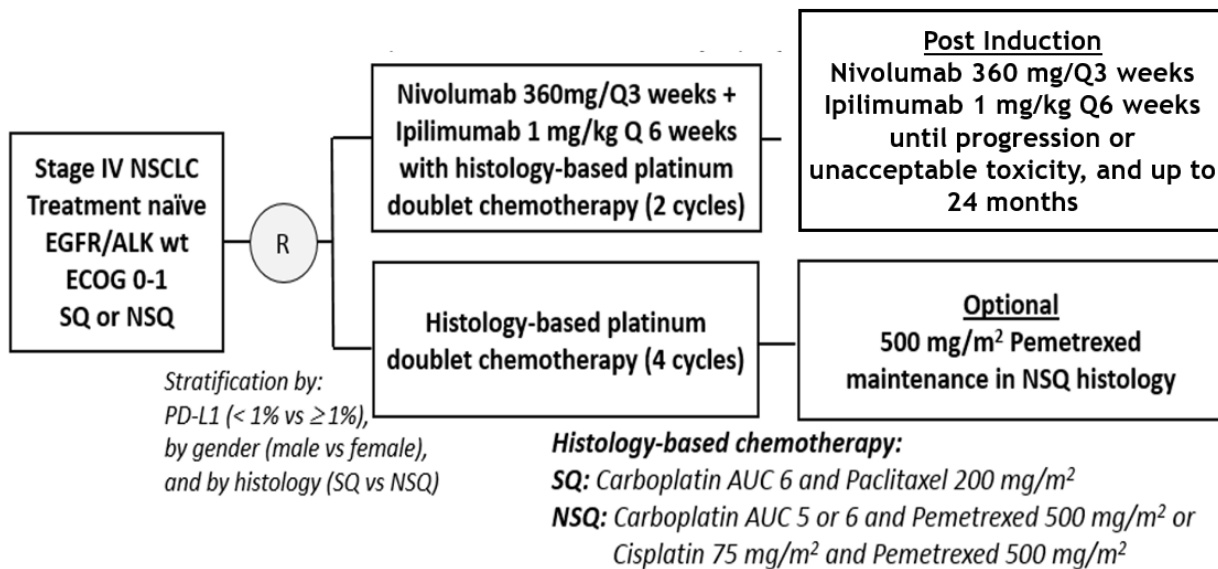 Stage IV NSCLC
Treatment naïve
EGFR/ALK wt
ECOG 0-1
SQ or NSQ
R
Stratification by:
PD-L1 (< 1% vs ≥1%),
by gender (male vs female),
and by histology (SQ vs NSQ)
Nivolumab 360mg/Q3 weeks +
Ipilimumab 1 mg/kg Q 6 weeks
with histology-based platinum
doublet chemotherapy (2 cycles)
Post Induction
Nivolumab 360 mg/Q3 weeks
Ipilimumab 1 mg/kg Q6 weeks
until progression or
unacceptable toxicity, and up to
24 months
Histology-based platinum
doublet chemotherapy (4 cycles)
Optional
500 mg/m² Pemetrexed
maintenance in NSQ histology
Histology-based chemotherapy:
SQ: Carboplatin AUC 6 and Paclitaxel 200 mg/m²
NSQ: Carboplatin AUC 5 or 6 and Pemetrexed 500 mg/m² or
Cisplatin 75 mg/m² and Pemetrexed 500 mg/m²